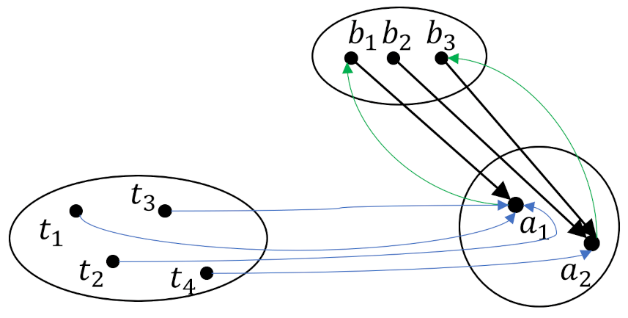 b₁ b₂ b₃
t₃
t₁
a₁
t₂
t₄
a₂